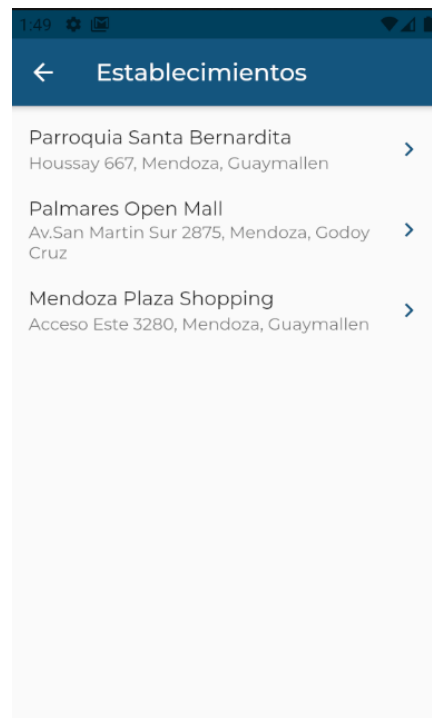 1:49
Establecimientos
Parroquia Santa Bernardita
Houssay 667, Mendoza, Guaymallen
Palmares Open Mall
Av.San Martin Sur 2875, Mendoza, Godoy
Cruz
Mendoza Plaza Shopping
Acceso Este 3280, Mendoza, Guaymallen